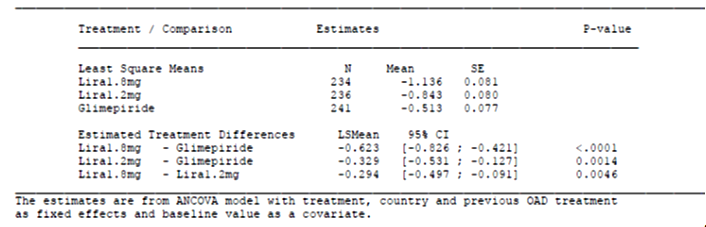 Treatment / Comparison Estimates P-value
Least Square Means N Mean SE
Lira1.8mg 234 -1.136 0.081
Lira1.2mg 236 -0.843 0.080
Glimepiride 241 -0.513 0.077
Estimated Treatment Differences LSMean 95% CI
Lira1.8mg - Glimepiride -0.623 [-0.826 ; -0.421] <.0001
Lira1.2mg - Glimepiride -0.329 [-0.531 ; -0.127] 0.0014
Lira1.8mg - Lira1.2mg -0.294 [-0.497 ; -0.091] 0.0046
The estimates are from ANCOVA model with treatment, country and previous OAD treatment
as fixed effects and baseline value as a covariate.